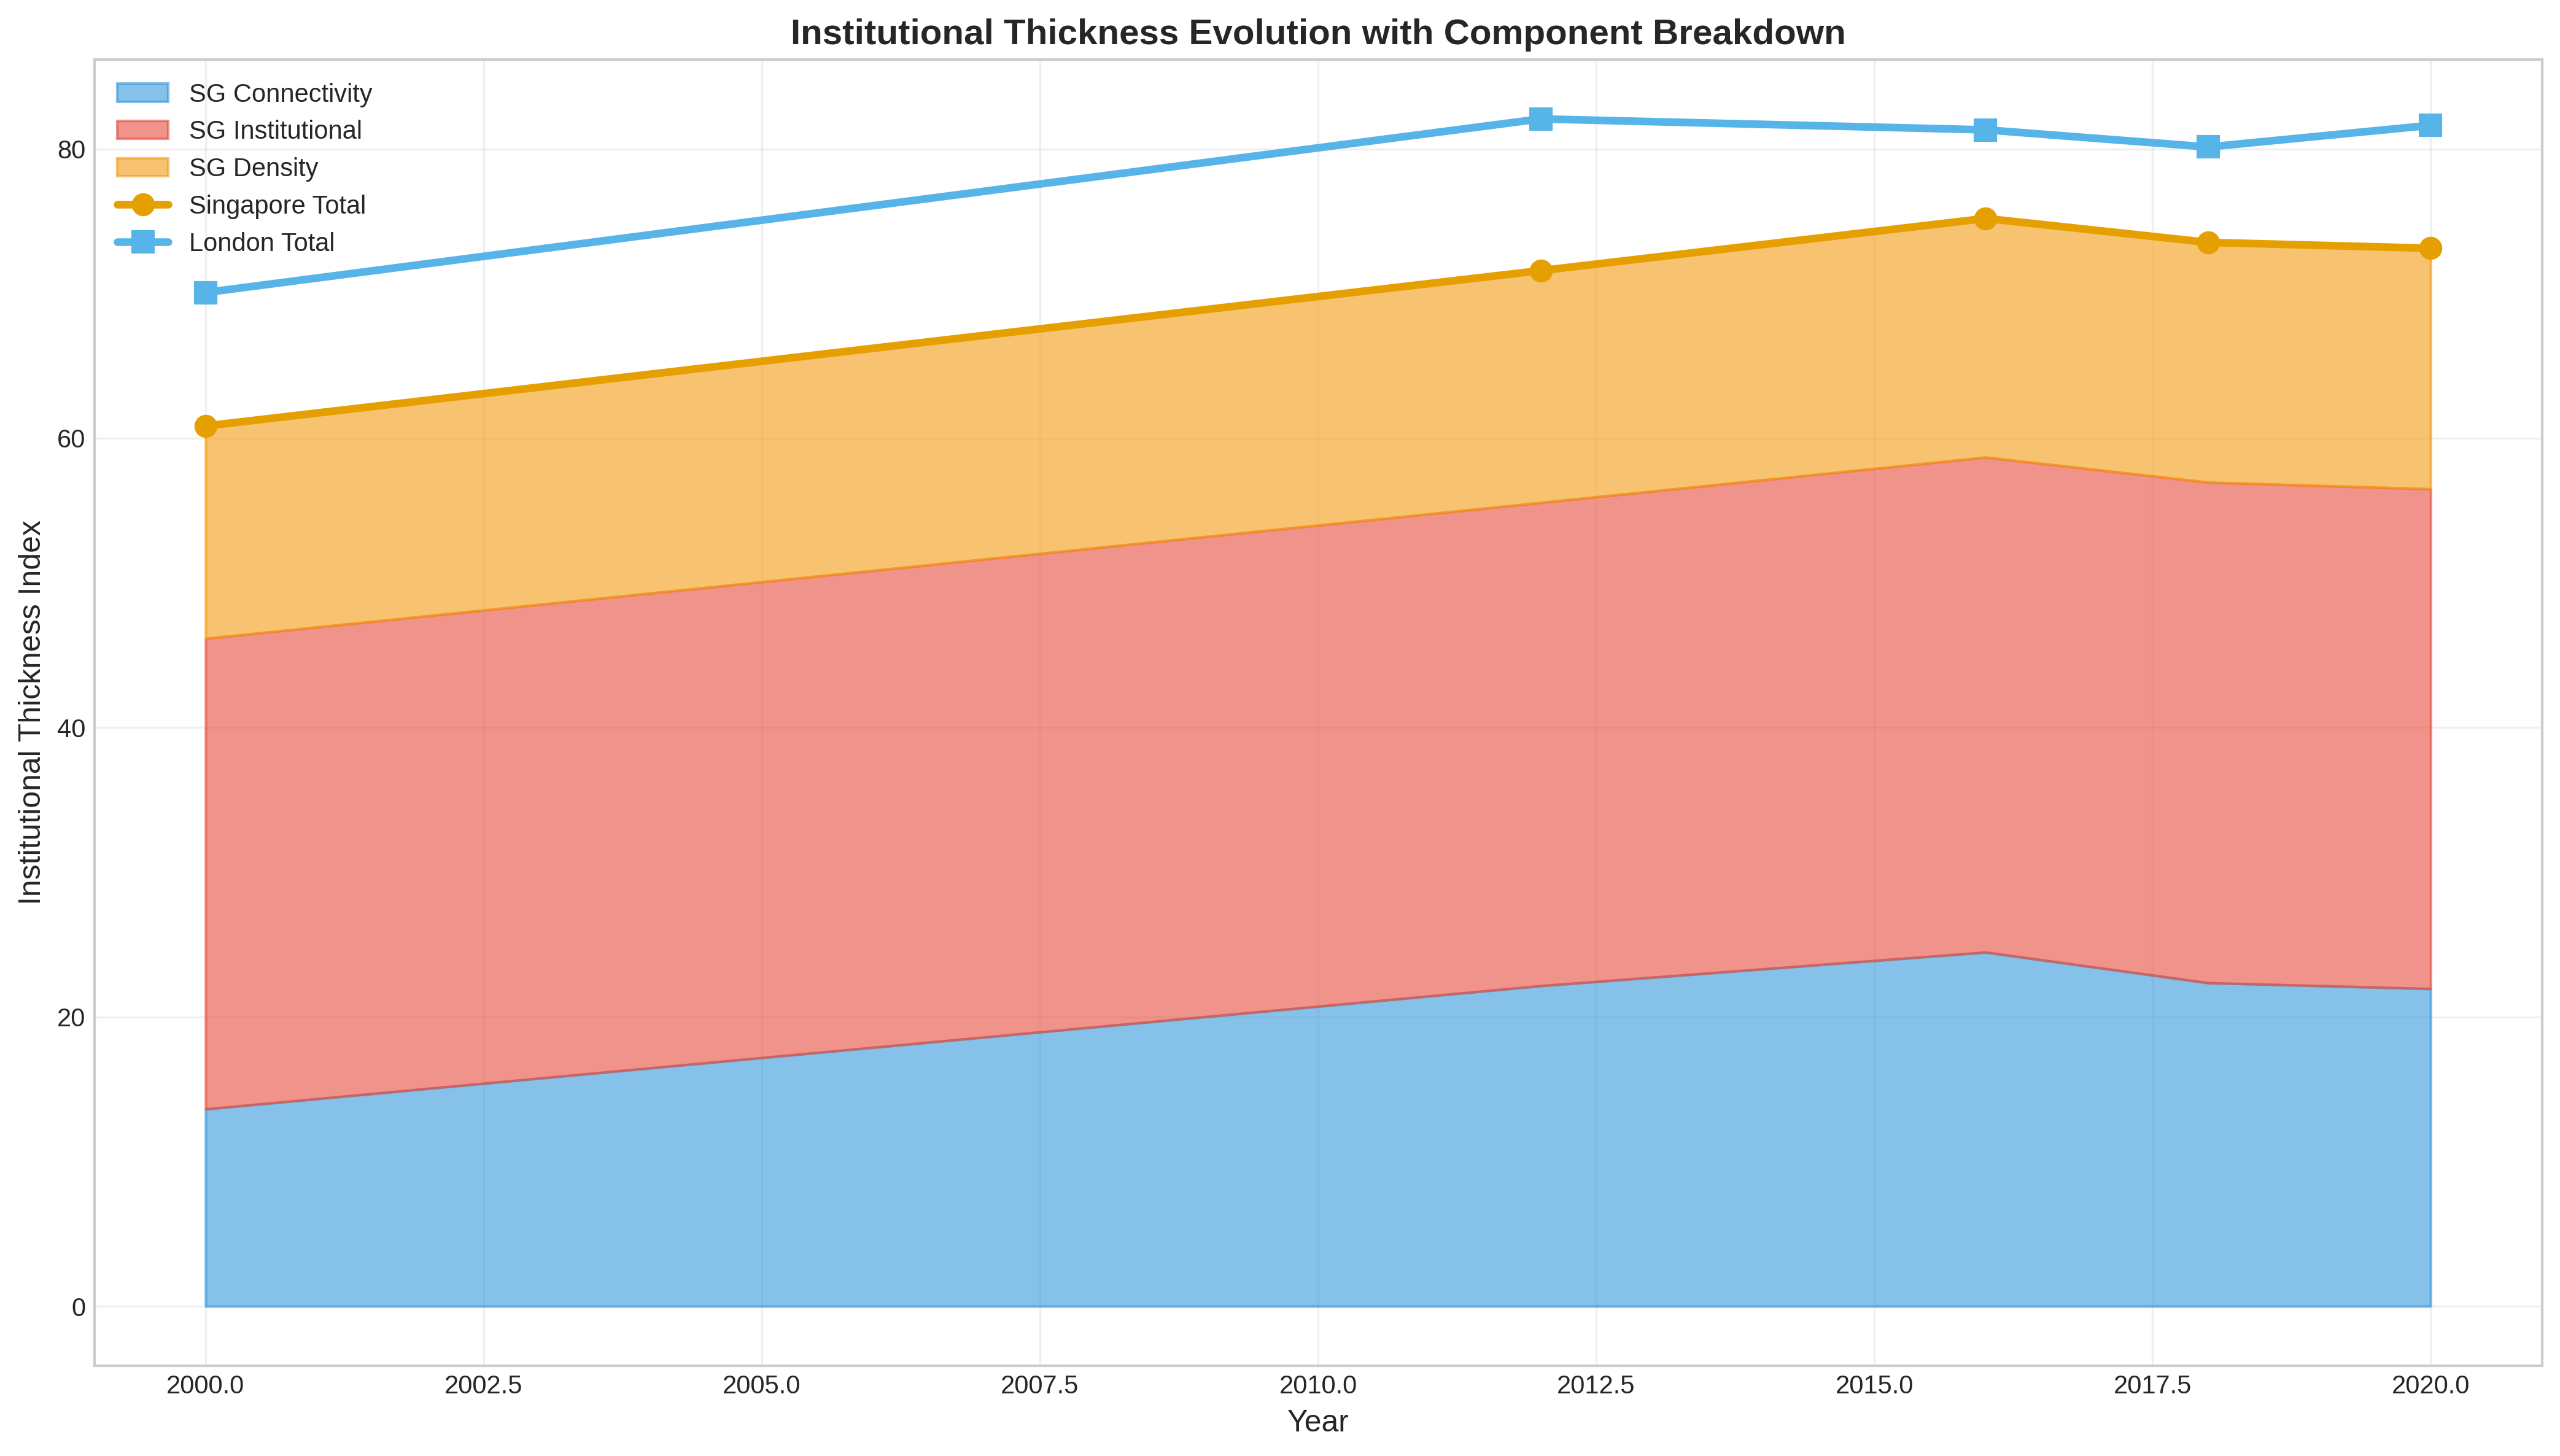 Institutional Thickness Evolution with Component Breakdown
SG Connectivity
SG Institutional
SG Density
Singapore Total
London Total
Institutional Thickness Index
80
60
40
20
0
2000.0 2002.5 2005.0 2007.5 2010.0 2012.5 2015.0 2017.5 2020.0
Year